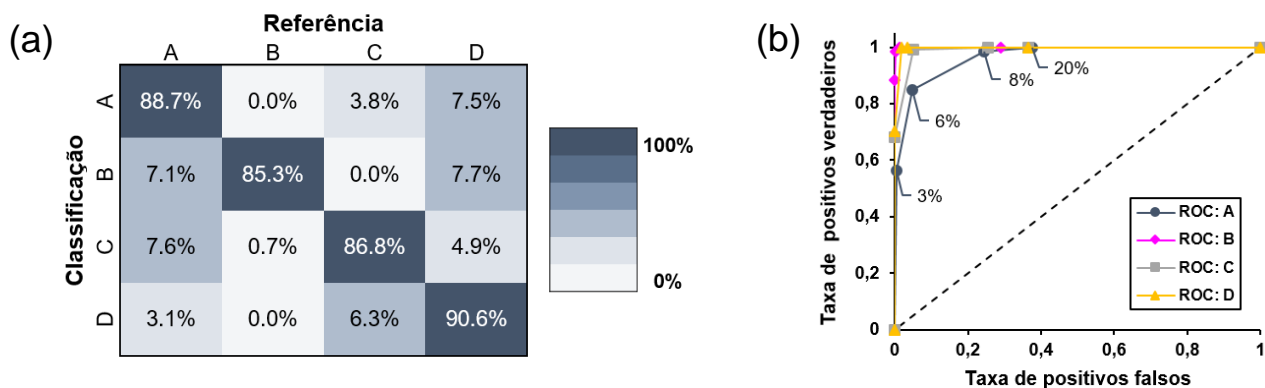 (a)
Referência
A B C D
Classificação
A 88.7% 0.0% 3.8% 7.5%
B 7.1% 85.3% 0.0% 7.7%
C 7.6% 0.7% 86.8% 4.9%
D 3.1% 0.0% 6.3% 90.6%
100%
0%
(b)
Taxa de positivos verdadeiros
1
0,8
0,6
0,4
0,2
0
20%
8%
6%
3%
ROC: A
ROC: B
ROC: C
ROC: D
0 0,2 0,4 0,6 0,8 1
Taxa de positivos falsos